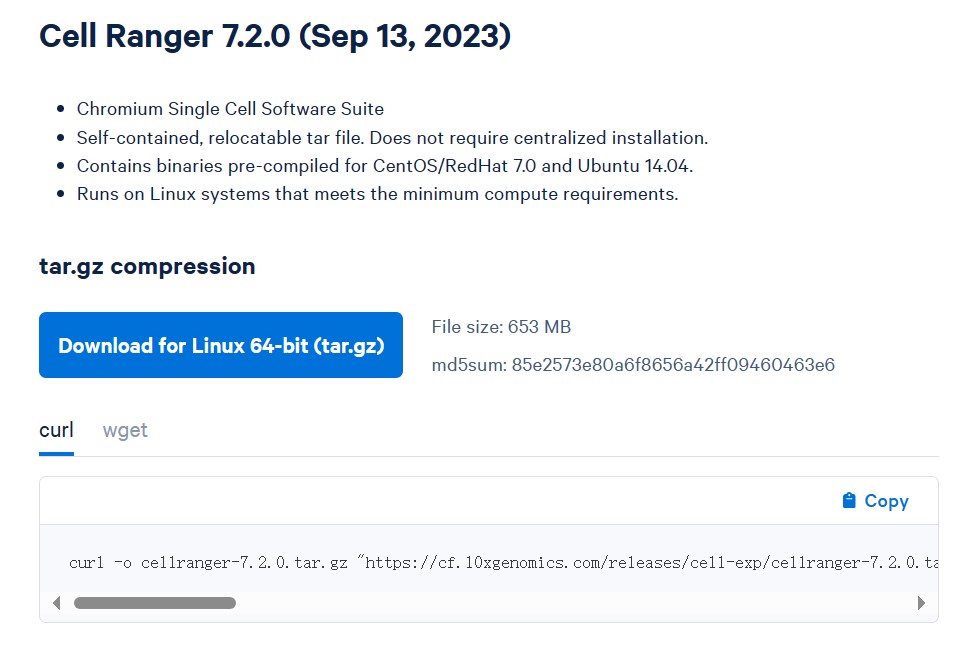 Cell Ranger 7.2.0 (Sep 13, 2023)
Chromium Single Cell Software Suite
Self-contained, relocatable tar file. Does not require centralized installation.
Contains binaries pre-compiled for CentOS/RedHat 7.0 and Ubuntu 14.04.
Runs on Linux systems that meets the minimum compute requirements.
tar.gz compression
Download for Linux 64-bit (tar.gz)
File size: 653 MB
md5sum: 85e2573e80a6f8656a42ff09460463e6
curl wget
Copy
curl -o cellranger-7.2.0.tar.gz "https://cf.10xgenomics.com/releases/cell-exp/cellranger-7.2.0.ta